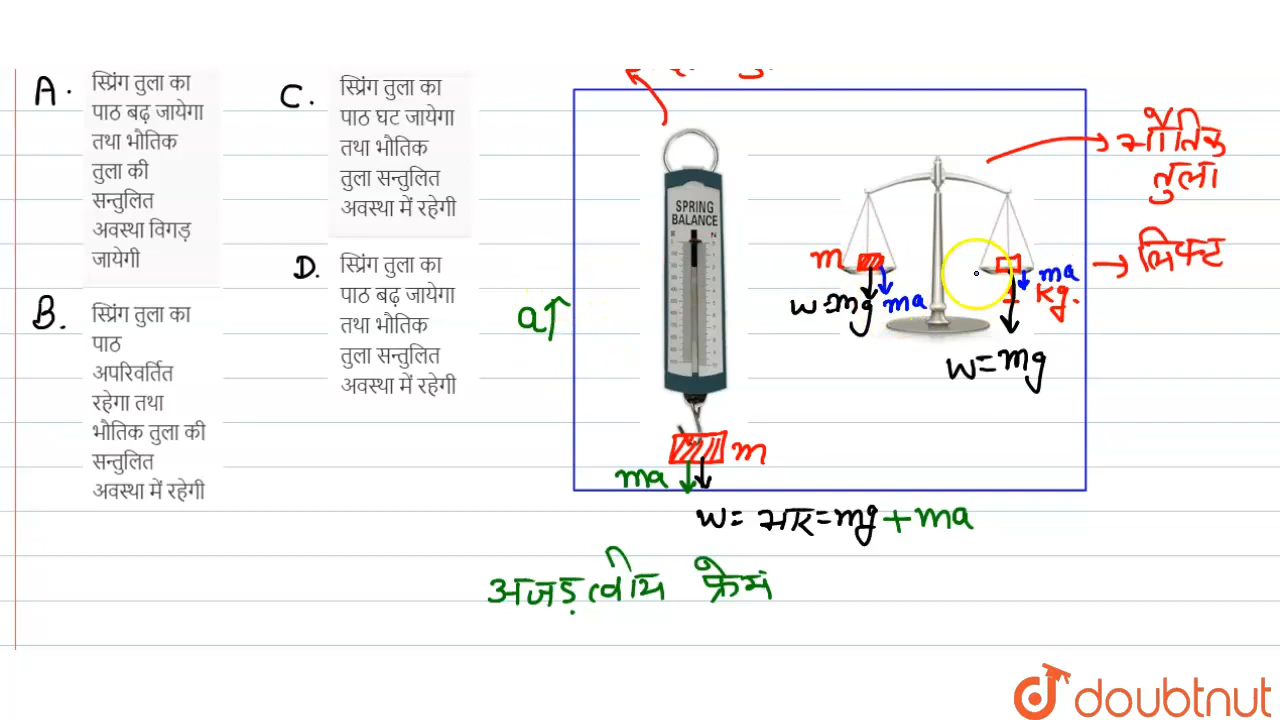 A.
स्प्रिंग तुला का
पाठ बढ़ जायेगा
तथा भौतिक
तुला की
सन्तुलित
अवस्था विगड़
जायेगी
B.
स्प्रिंग तुला का
पाठ
अपरिवर्तित
रहेगा तथा
भौतिक तुला की
सन्तुलित
अवस्था में रहेगी
C.
स्प्रिंग तुला का
पाठ घट जायेगा
तथा भौतिक
तुला सन्तुलित
अवस्था में रहेगी
D.
स्प्रिंग तुला का
पाठ बढ़ जायेगा
तथा भौतिक
तुला सन्तुलित
अवस्था में रहेगी
a↑
SPRING
BALANCE
m
ma
w= भार=mg+ma
m
w=mg
ma
ma
1 kg.
w=mg
भौतिक
तुला
लिफ्ट
अजड़त्वीय फ्रेम
doubtnut